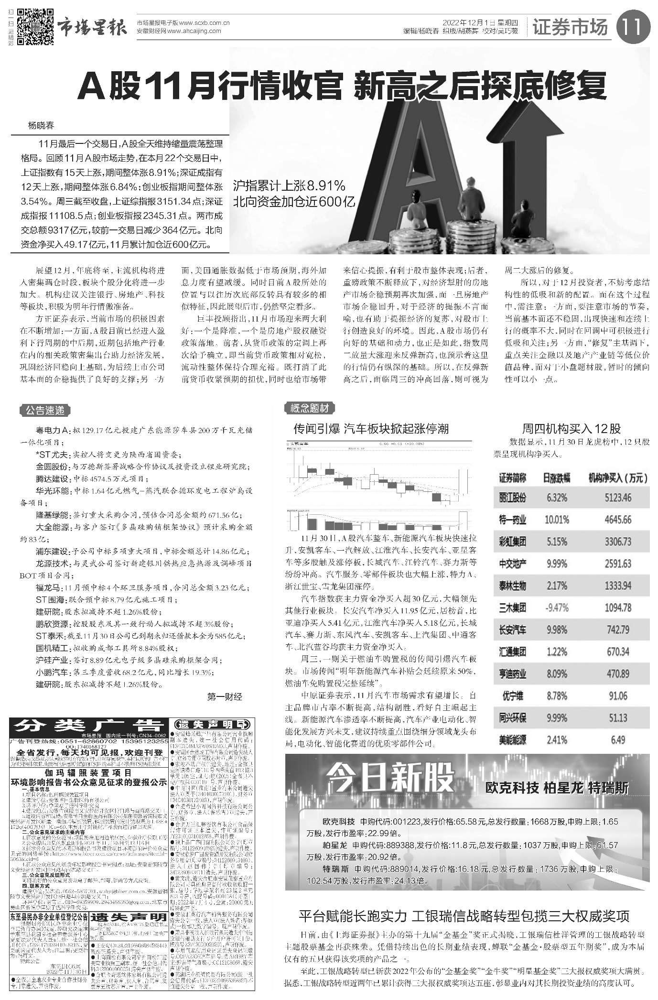 扫一扫更精彩
市场星报
市场星报电子版 www.scxb.com.cn
安徽财经网 www.ahcaijing.com
2022年12月1日 星期四
编辑/杨晓春 组版/胡燕舞 校对/吴巧薇
证券市场
11
A股11月行情收官 新高之后探底修复
杨晓春
11月最后一个交易日,A股全天维持缩量震荡整理
格局。回顾11月A股市场走势,在本月22个交易日中,
上证指数有15天上涨,期间整体涨8.91%;深证成指有
12天上涨,期间整体涨6.84%;创业板指期间整体涨
3.54%。周三截至收盘,上证综指报3151.34点;深证
成指报11108.5点;创业板指报2345.31点。两市成
交总额9317亿元,较前一交易日减少364亿元。北向
资金净买入49.17亿元,11月累计加仓近600亿元。
沪指累计上涨8.91%
北向资金加仓近600亿
展望12月,年底将至,主流机构将进
入密集调仓时段,板块个股分化将进一步
加大。机构建议关注银行、房地产、科技
等板块,积极为明年行情做准备。
方正证券表示,当前市场的积极因素
在不断增加:一方面,A股目前已经进入盈
利下行周期的中后期,近期包括地产行业
在内的相关政策密集出台助力经济发展,
巩固经济回稳向上基础,为后续上市公司
基本面的企稳提供了良好的支撑;另一方
面,美国通胀数据低于市场预期,海外加
息力度有望减缓。同时目前A股所处的
位置与以往历次底部反转具有较多的相
似特征,因此展望后市,仍然坚定看多。
巨丰投顾指出,11月市场迎来两大利
好:一个是降准,一个是房地产股权融资
政策落地。前者,从货币政策的定调上再
次给予确立,即当前货币政策相对宽松,
流动性整体保持合理充裕。既打消了此
前货币收紧预期的担忧,同时也给市场带
来信心提振,有利于股市整体表现;后者,
重磅政策不断释放下,对经济掣肘的房地
产市场企稳预期再次加强,而一旦房地产
市场企稳回升,对于经济的提振不言而
喻,也有助于提振经济的复苏,对股市上
行创造良好的环境。因此,A股市场仍有
向好的基础和动力,也正是如此,指数周
二放量大涨迎来反弹新高,也预示着这里
的行情仍有纵深的基础。所以,在反弹新
高之后,面临周三的冲高回落,则可视为
周二大涨后的修复。
所以,对于12月投资者,不妨考虑结
构性的低吸和新的配置。而在这个过程
中,需注意:一方面,要注意市场的节奏,
当前基本面还不稳固,出现快速和连续上
行的概率不大,同时在回调中可积极进行
低吸和关注;另一方面,“修复”主基调下,
重点关注金融以及地产产业链等低位价
值品种,而对于小盘题材股,暂时的倾向
性可以小一点。
公告速递
粤电力A:拟129.17亿元投建广东能源莎车县200万千瓦光储
一体化项目;
*ST尤夫:实控人将变更为陕西省国资委;
金圆股份:与万德斯签署战略合作协议及投资设立锂业研究院;
腾达建设:中标4574.5万元项目;
华光环能:中标1.64亿元燃气-蒸汽联合循环发电工程炉岛设
备项目;
隆基绿能:签订重大采购合同,预估合同总金额约671.56亿;
大全能源:与客户签订《多晶硅购销框架协议》预计采购金额
约83亿;
浦东建设:子公司中标多项重大项目,中标金额总计14.86亿元;
龙源技术:与灵武公司签订新建银川供热应急热源及调峰项目
BOT项目合同;
福龙马:11月预中标4个环卫服务项目,合同总金额3.23亿元;
ST围海:联合预中标8.79亿元施工项目;
建研院:股东拟减持不超1.26%股份;
鹏欣资源:控股股东及其一致行动人拟减持不超3%股份;
ST泰禾:截至11月30日公司已到期未归还借款本金为585亿元;
国机精工:拟收购成都工具所8.84%股权;
沪硅产业:签订8.89亿元电子级多晶硅采购框架合同;
小鹏汽车:第三季度营收68.2亿元,同比增长19.3%;
建研院:股东拟减持不超1.26%股份。
第一财经
概念题材
传闻引爆 汽车板块掀起涨停潮
安凯客车 6.66 +0.61 (+10.08%)
11月30日,A股汽车整车、新能源汽车板块快速拉
升,安凯客车、一汽解放、江淮汽车、长安汽车、亚星客
车等多股触及涨停板,长城汽车、江铃汽车、赛力斯等
纷纷冲高。汽车服务、零部件板块也大幅上涨,特力A、
浙江世宝、雪龙集团涨停。
汽车指数获主力资金净买入超30亿元,大幅领先
其他行业板块。长安汽车净买入11.95亿元,居榜首,比
亚迪净买入5.41亿元,江淮汽车净买入5.18亿元,长城
汽车、赛力斯、东风汽车、安凯客车、上汽集团、中通客
车、北汽蓝谷均获主力资金净买入。
周三,一则关于燃油车购置税的传闻引爆汽车板
块。市场传闻“明年新能源汽车补贴会延续原来50%,
燃油车免购置税完整延续”。
中原证券表示,11月汽车市场需求有望增长。自
主品牌市占率不断提高,结构制胜,看好自主崛起主
线。新能源汽车渗透率不断提高,汽车产业电动化、智
能化发展方兴未艾,建议持续重点围绕细分领域龙头布
局,电动化、智能化赛道的优质零部件公司。
周四机构买入12股
数据显示,11月30日龙虎榜中,12只股
票呈现机构净买入。
证券简称 日涨跌幅 机构净买入(万元)
丽江股份 6.32% 5123.46
特一药业 10.01% 4645.66
彩虹集团 5.15% 3306.73
中交地产 9.99% 2591.63
泰林生物 2.17% 1333.94
三木集团 -9.47% 1094.78
长安汽车 9.98% 742.79
汇通集团 1.22% 670.34
亨迪药业 8.09% 470.89
优宁维 8.78% 91.06
同兴环保 9.99% 51.13
美能能源 2.41% 6.49
今日新股
欧克科技 柏星龙 特瑞斯
欧克科技 申购代码:001223,发行价格:65.58元,总发行数量:1668万股,申购上限:1.65
万股,发行市盈率:22.99倍。
柏星龙 申购代码:889388,发行价格:11.8元,总发行数量:1037万股,申购上限:61.57
万股,发行市盈率:20.92倍。
特瑞斯 申购代码:889014,发行价格:16.18元,总发行数量:1736万股,申购上限:
102.54万股,发行市盈率:24.13倍。
平台赋能长跑实力 工银瑞信战略转型包揽三大权威奖项
日前,由《上海证券报》主办的第十九届“金基金”奖正式揭晓,工银瑞信杜洋管理的工银战略转型
主题股票基金再获殊荣。凭借持续出色的长期业绩表现,蝉联“金基金·股票型五年期奖”,成为本届
仅有的五只获得该奖项的产品之一。
至此,工银战略转型已斩获2022年公布的“金基金奖”“金牛奖”“明星基金奖”三大报权威奖项大满贯。
据悉,工银战略转型近两年已累计获得三大报权威奖项达五座,彰显业内对其长期投资业绩的高度认可。
分类广告
市场星报 国内统一刊号:CN34-0062
广告刊登热线:0551-62860702 15395123255
QQ:1740168127
全省发行,每天均可见报,欢迎刊登
伽玛辐照装置项目
环境影响报告书公众意见征求的登报公示
一、基本信息
二、公众意见征求的主要内容
三、公众意见反馈形式
四、联系方式
东至县民办非企业单位登记公告
特此公告
东至县民政局
2022年11月30日
遗失声明
遗失声明